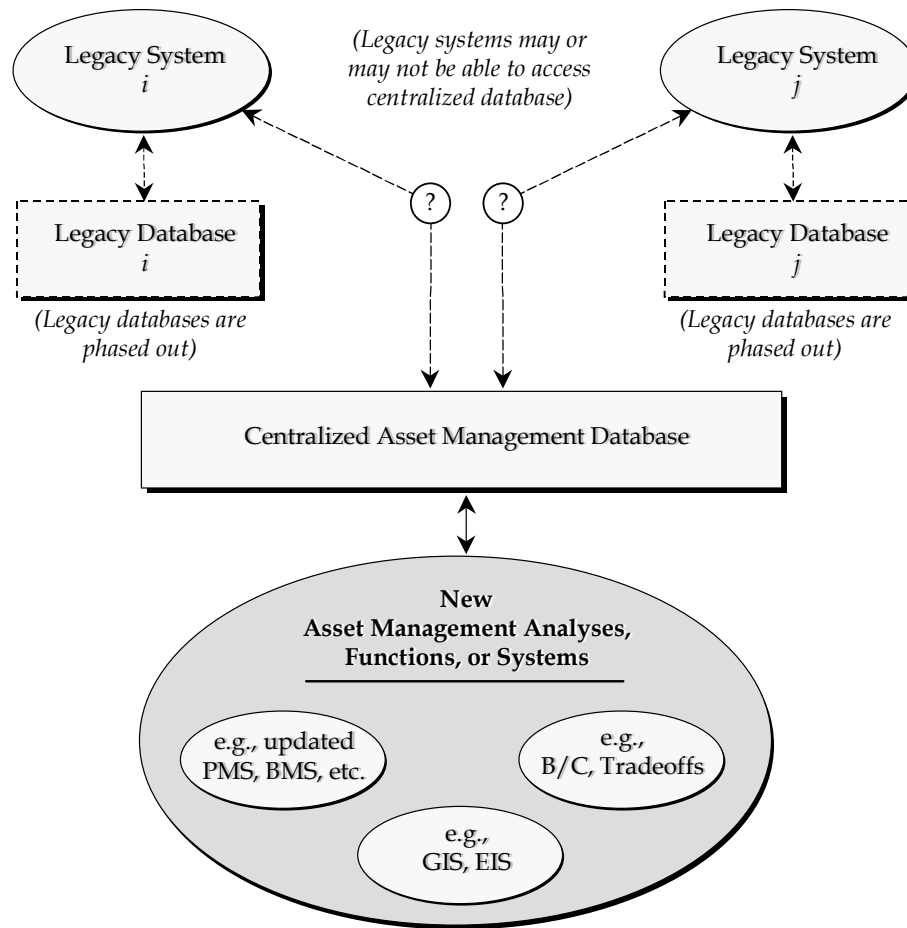 Legacy System
i
(Legacy systems may or
may not be able to access
centralized database)
Legacy System
j
?
?
Legacy Database
i
Legacy Database
j
(Legacy databases are
phased out)
(Legacy databases are
phased out)
Centralized Asset Management Database
New
Asset Management Analyses,
Functions, or Systems
e.g., updated
PMS, BMS, etc.
e.g.,
B/C, Tradeoffs
e.g.,
GIS, EIS